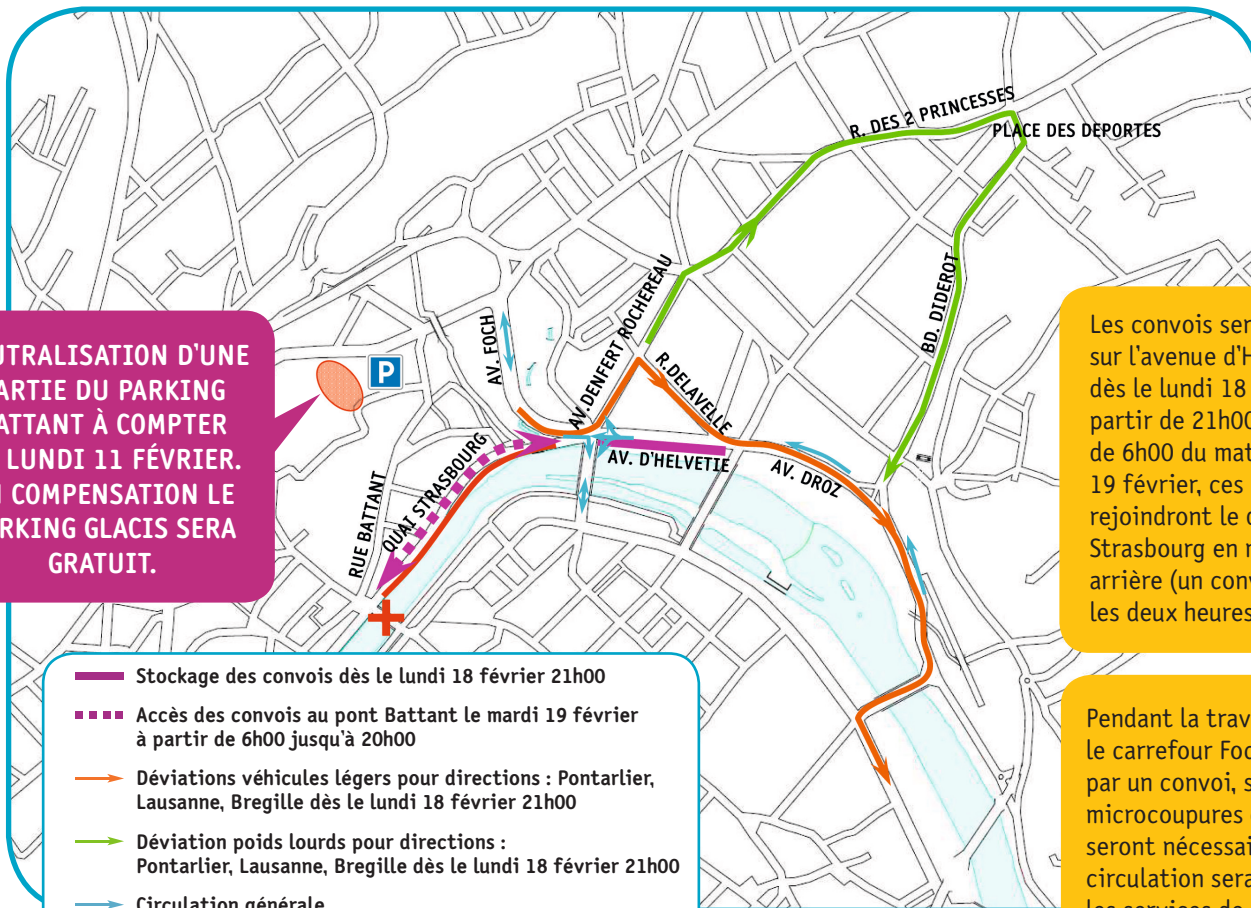 R. DES 2 PRINCESSES
PLACE DES DEPORTES
AV. FOCH
AV.DENFERT ROCHEREAU
R.DELAVELLE
BD. DIDEROT
P
AV. D'HELVETIE
AV. DROZ
QUAI STRASBOURG
RUE BATTANT
UTRALISATION D'UNE
ARTIE DU PARKING
ATTANT À COMPTER
LUNDI 11 FÉVRIER.
COMPENSATION LE
RKING GLACIS SERA
GRATUIT.
Les convois ser
sur l'avenue d'H
dès le lundi 18
partir de 21h00
de 6h00 du mat
19 février, ces
rejoindront le
Strasbourg en
arrière (un conv
les deux heures
Pendant la trav
le carrefour Foc
par un convoi, s
microcoupures
seront nécessai
circulation sera
les services de
Stockage des convois dès le lundi 18 février 21h00
Accès des convois au pont Battant le mardi 19 février
à partir de 6h00 jusqu'à 20h00
Déviations véhicules légers pour directions : Pontarlier,
Lausanne, Bregille dès le lundi 18 février 21h00
Déviation poids lourds pour directions :
Pontarlier, Lausanne, Bregille dès le lundi 18 février 21h00
Circulation générale